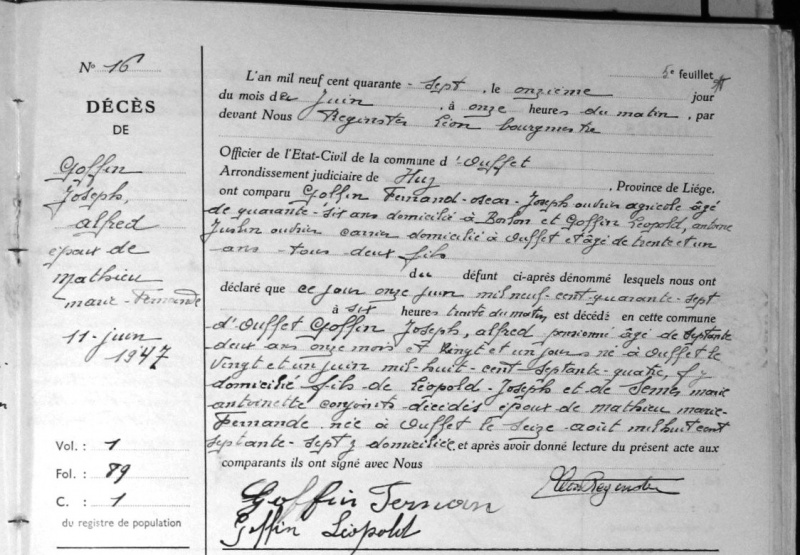 N° 16
DÉCÈS
DE
Goffin
Joseph,
alfred
époux de
Mathieu
marie-Fernande
11-juin
1947
Vol. : 1
Fol. : 89
C. : 1
du registre de population
5e feuillet
L'an mil neuf cent quarante-sept, le onzième jour
du mois de Juin, à onze heures du matin, par
devant Nous Reginster Léon bourgmestre
Officier de l'Etat-Civil de la commune d'Ouffet
Arrondissement judiciaire de Huy, Province de Liége.
ont comparu Goffin Fernand-oscar-Joseph ouvrier agricole âgé
de quarante-six ans domicilié à Borlon et Goffin Léopold, antoine
Justin ouvrier carrier domicilié à Ouffet et âgé de trente et un
ans - tous deux fils
du défunt ci-après dénommé lesquels nous ont
déclaré que ce jour onze juin mil neuf-cent-quarante-sept
à six heures trente du matin, est décédé en cette commune
d'Ouffet Goffin Joseph, alfred pensionné âgé de septante
deux ans onze mois et vingt et un jours né à Ouffet le
vingt et un juin mil-huit-cent-septante-quatre, y
domicilié fils de Léopold-Joseph et de marie
antoinette conjoints décédés époux de mathieu marie-
Fernande née à Ouffet le seize août mil huit cent
septante-sept y domiciliée, et après avoir donné lecture du présent acte aux
comparants ils ont signé avec Nous
Léon Reginster
Goffin Fernan
Goffin Léopold